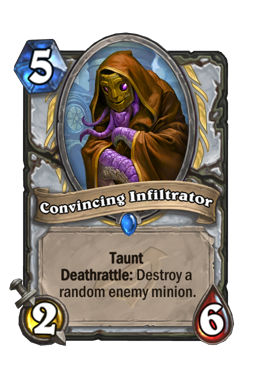 5
Convincing Infiltrator
Taunt
Deathrattle: Destroy a
random enemy minion.
2
6